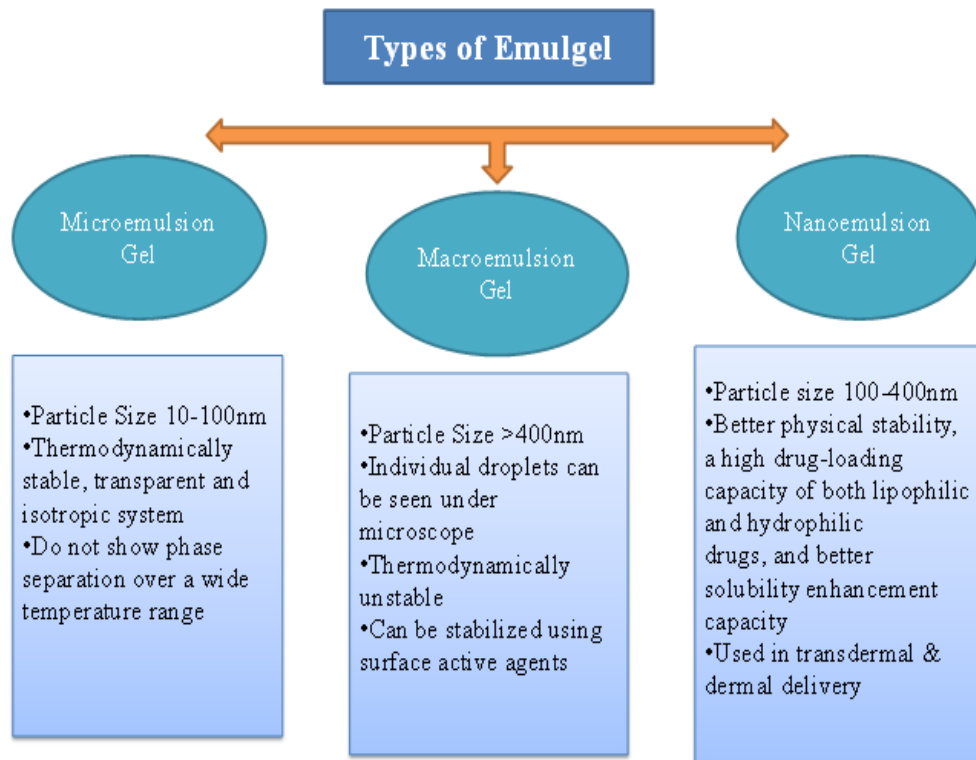 Types of Emulgel
Microemulsion
Gel
•Particle Size 10-100nm
•Thermodynamically
stable, transparent and
isotropic system
•Do not show phase
separation over a wide
temperature range
Macroemulsion
Gel
•Particle Size >400nm
•Individual droplets can
be seen under
microscope
•Thermodynamically
unstable
•Can be stabilized using
surface active agents
Nanoemulsion
Gel
•Particle size 100-400nm
•Better physical stability,
a high drug-loading
capacity of both lipophilic
and hydrophilic
drugs, and better
solubility enhancement
capacity
•Used in transdermal &
dermal delivery